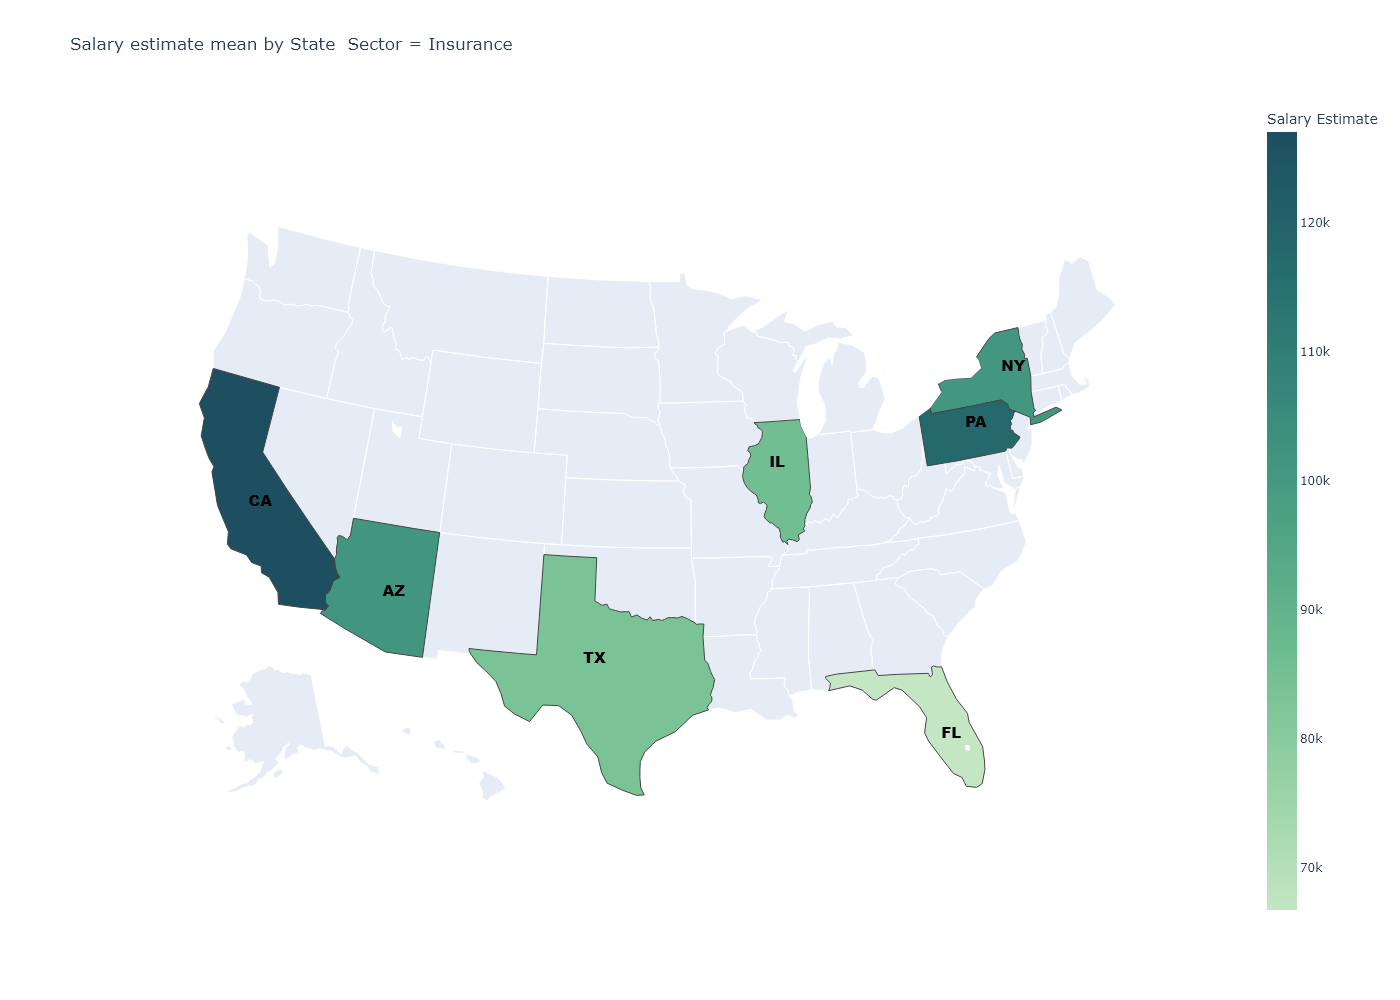 Salary estimate mean by State  Sector = Insurance
Salary Estimate
120k
110k
100k
90k
80k
70k
NY
PA
IL
CA
AZ
TX
FL